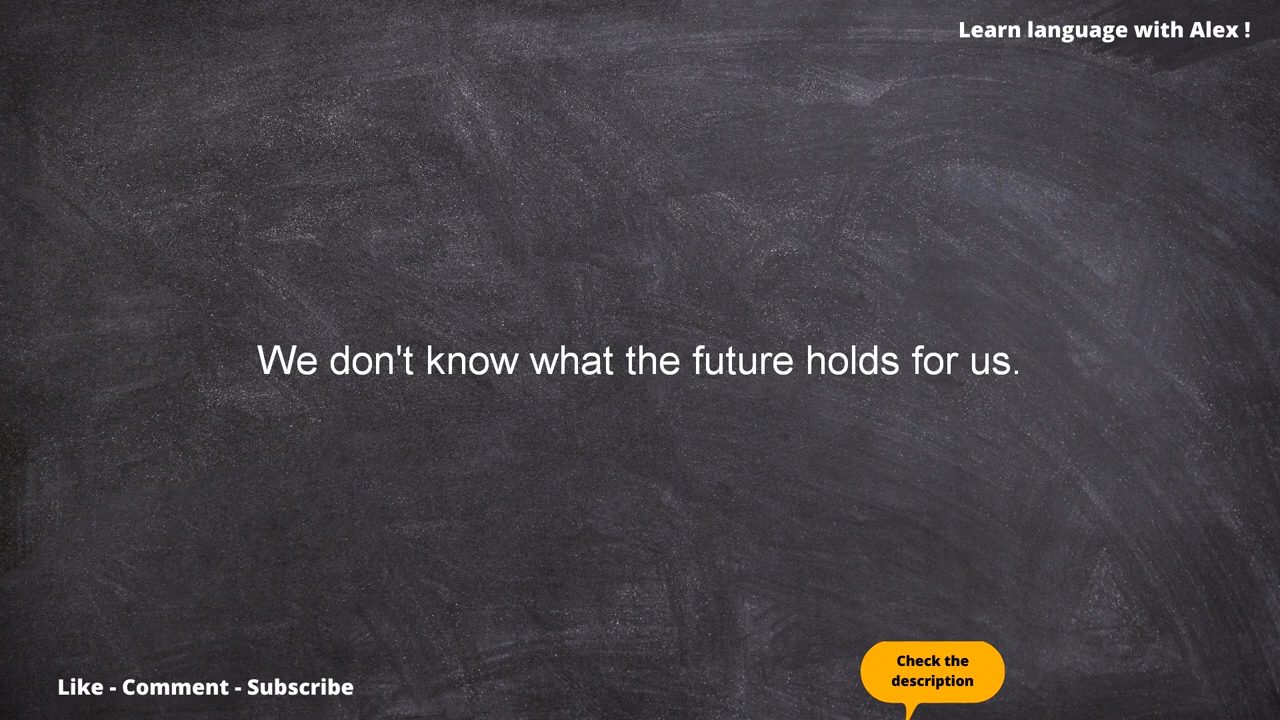 Learn language with Alex !
We don't know what the future holds for us.
Check the
description
Like - Comment - Subscribe